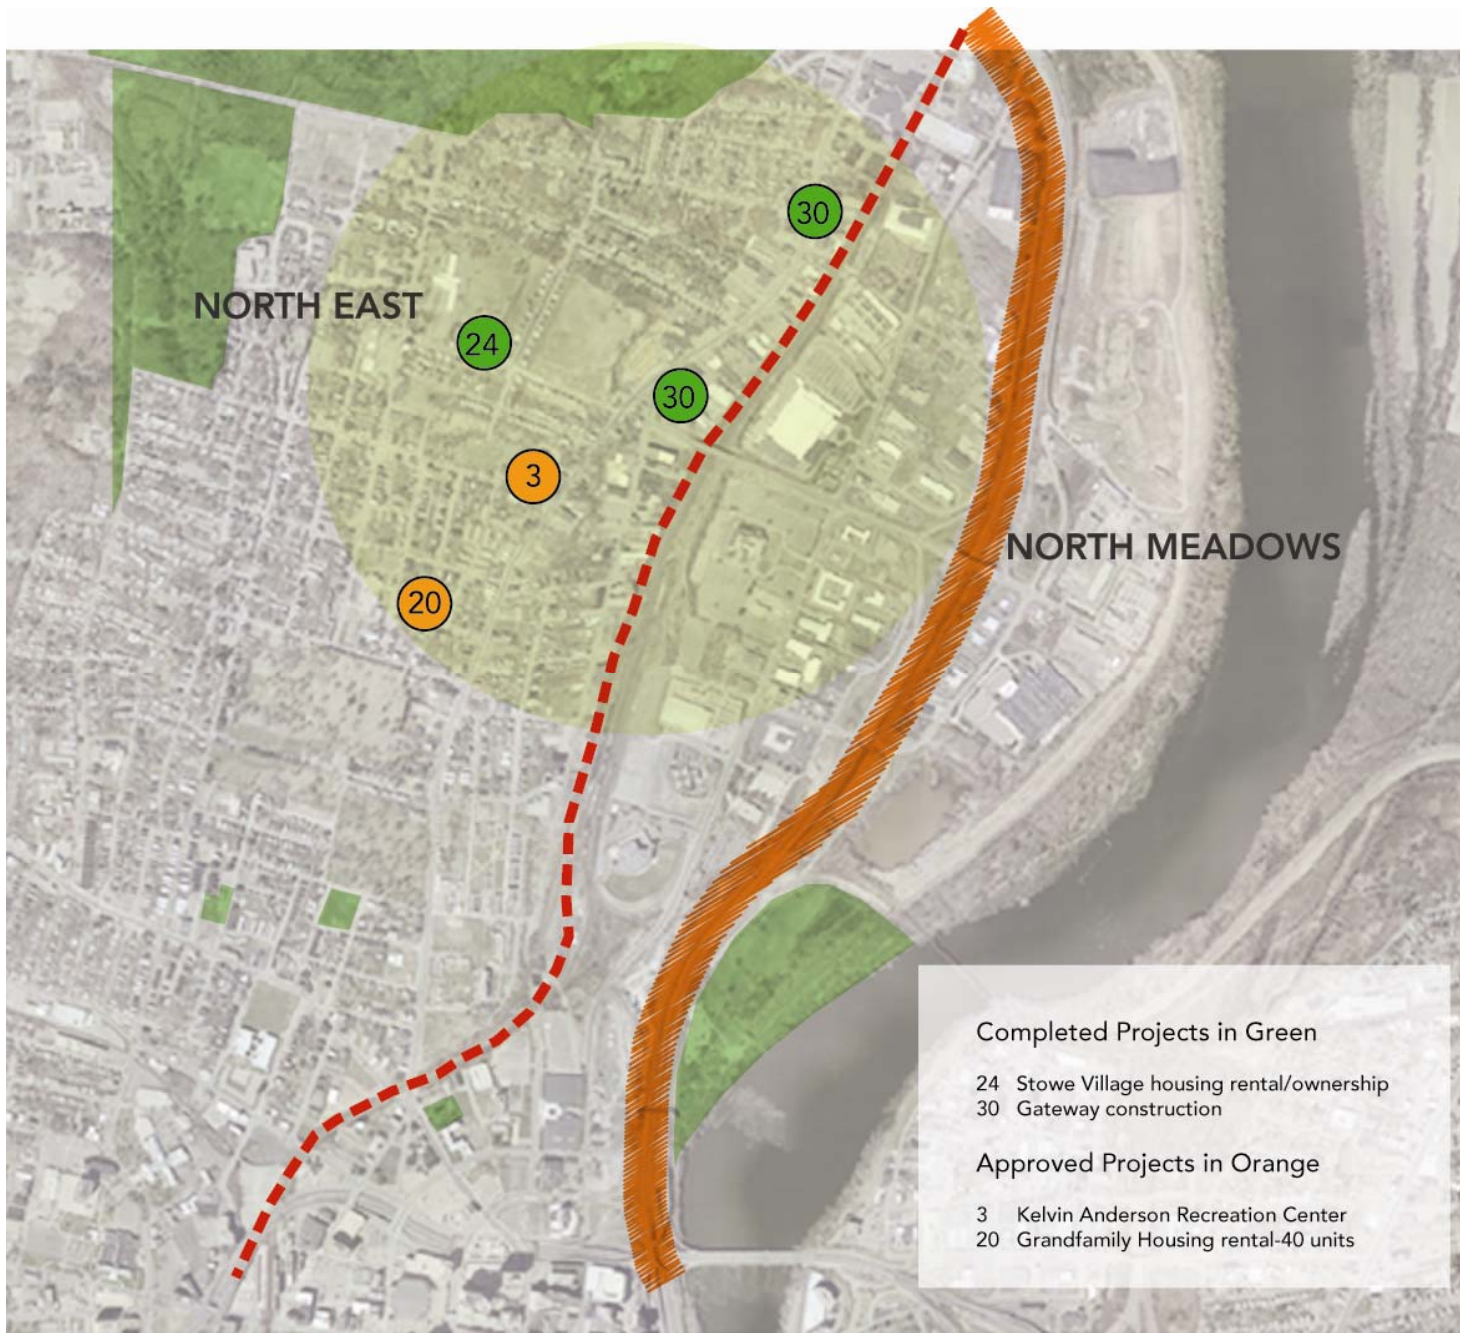 30
NORTH EAST
24
30
3
NORTH MEADOWS
20
Completed Projects in Green
24 Stowe Village housing rental/ownership
30 Gateway construction
Approved Projects in Orange
3 Kelvin Anderson Recreation Center
20 Grandfamily Housing rental-40 units